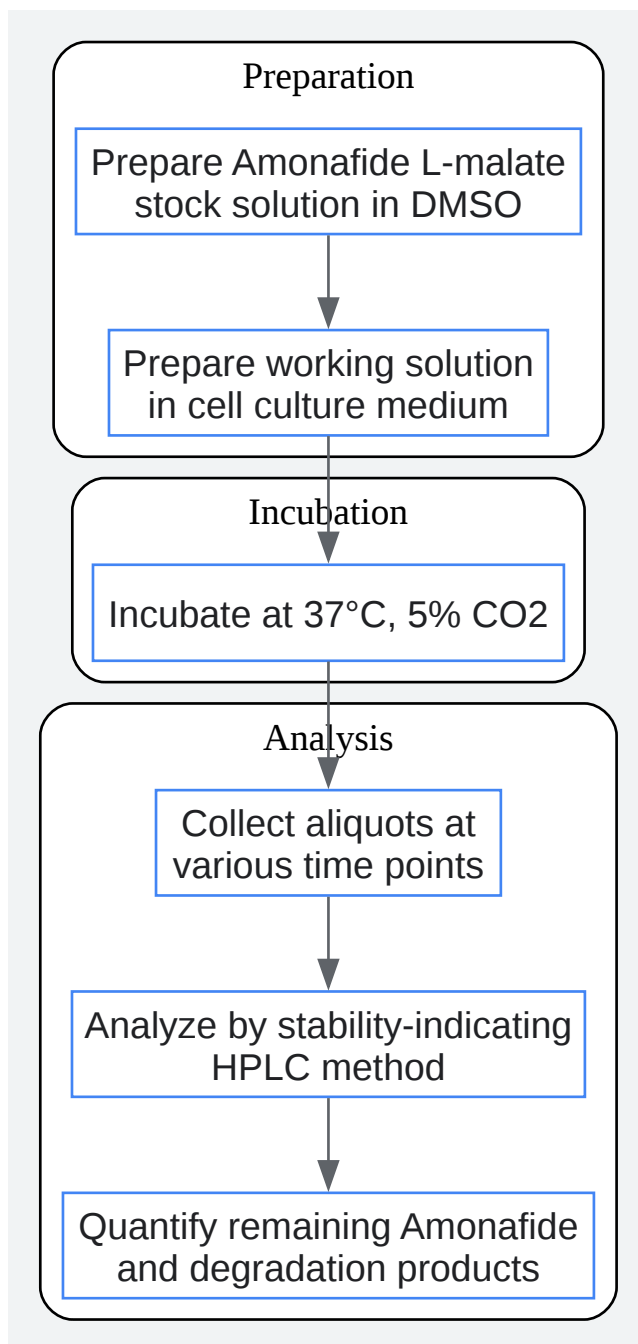 Preparation
Prepare Amonafide L-malate
stock solution in DMSO
Prepare working solution
in cell culture medium
Incubation
Incubate at 37°C, 5% CO2
Analysis
Collect aliquots at
various time points
Analyze by stability-indicating
HPLC method
Quantify remaining Amonafide
and degradation products